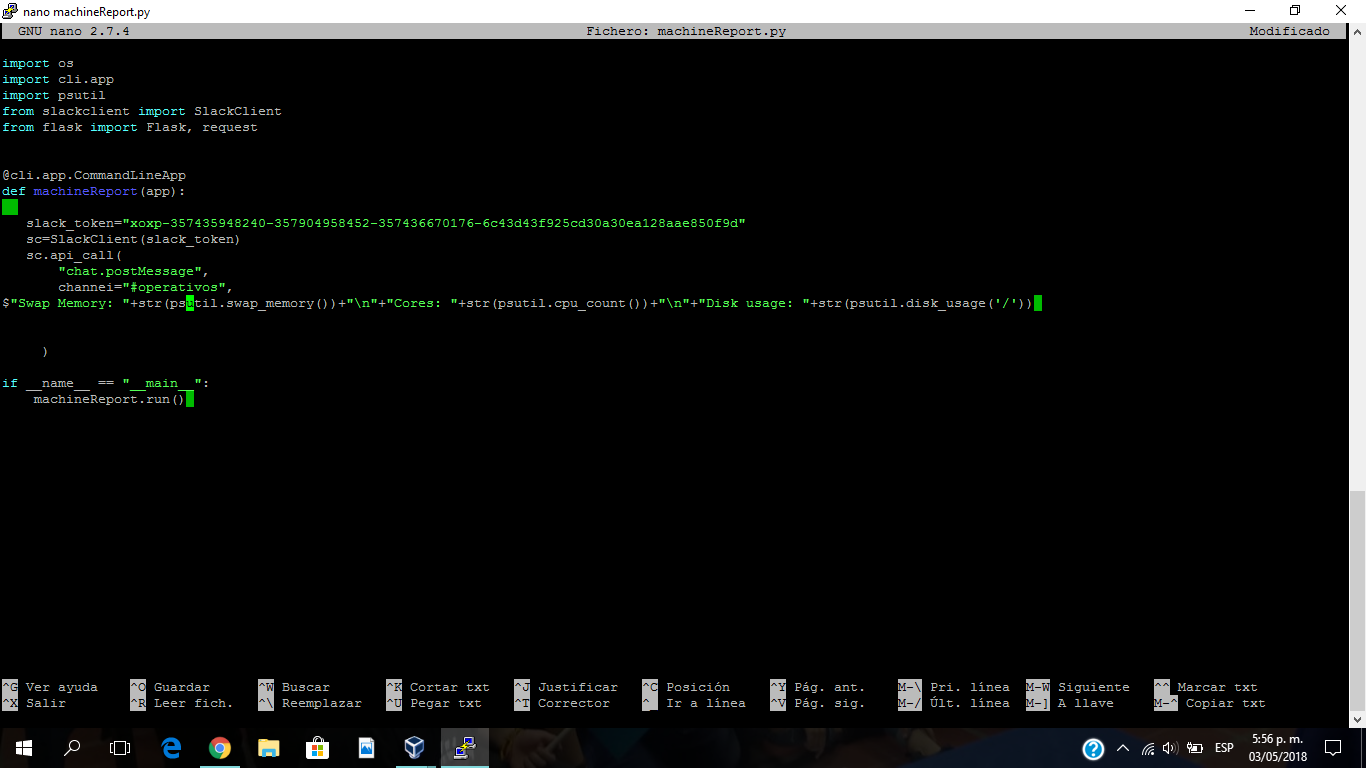 nano machineReport.py
GNU nano 2.7.4 Fichero: machineReport.py Modificado
import os
import cli.app
import psutil
from slackclient import SlackClient
from flask import Flask, request
@cli.app.CommandLineApp
def machineReport(app):
slack_token="xoxp-357435948240-357904958452-357436670176-6c43d43f925cd30a30ea128aae850f9d"
sc=SlackClient(slack_token)
sc.api_call(
"chat.postMessage",
channel="#operativos",
$"Swap Memory: "+str(psutil.swap_memory())+"\n"+"Cores: "+str(psutil.cpu_count())+"\n"+"Disk usage: "+str(psutil.disk_usage('/'))
)
if __name__ == "__main__":
machineReport.run()
^G Ver ayuda ^O Guardar ^W Buscar ^K Cortar txt ^J Justificar ^C Posición ^Y Pág. ant. M-\ Pri. línea M-W Siguiente ^^ Marcar txt
^X Salir ^R Leer fich. ^\ Reemplazar ^U Pegar txt ^T Corrector ^_ Ir a línea ^V Pág. sig. M-/ Últ. línea M-] A llave M-^ Copiar txt
ESP
5:56 p. m.
03/05/2018